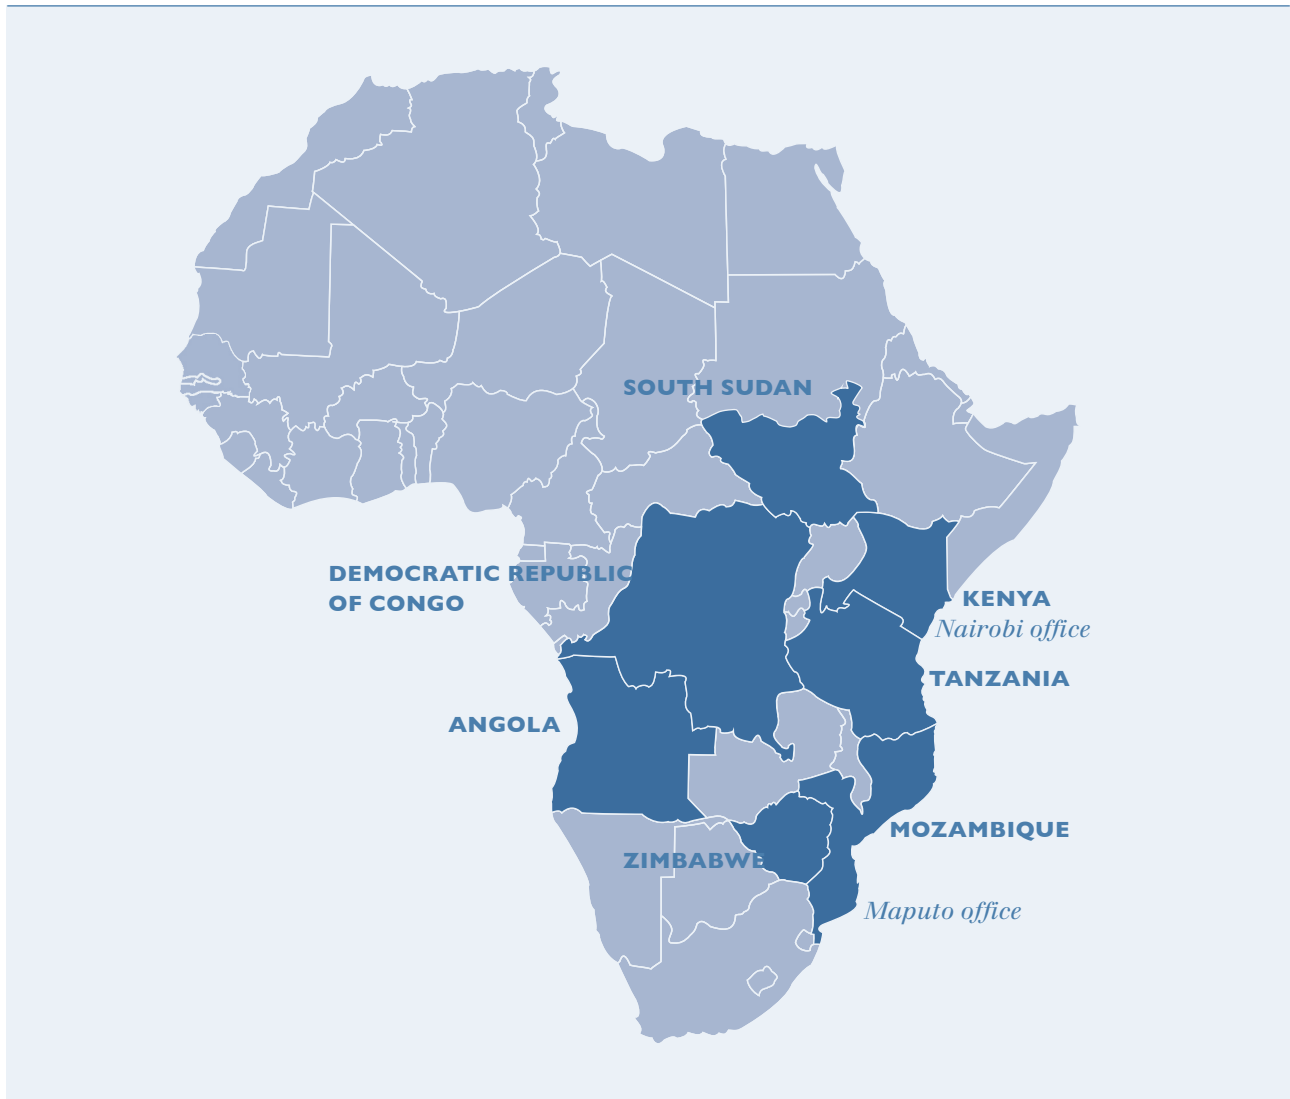 SOUTH SUDAN
DEMOCRATIC REPUBLIC
OF CONGO
KENYA
Nairobi office
TANZANIA
ANGOLA
MOZAMBIQUE
ZIMBABWE
Maputo office